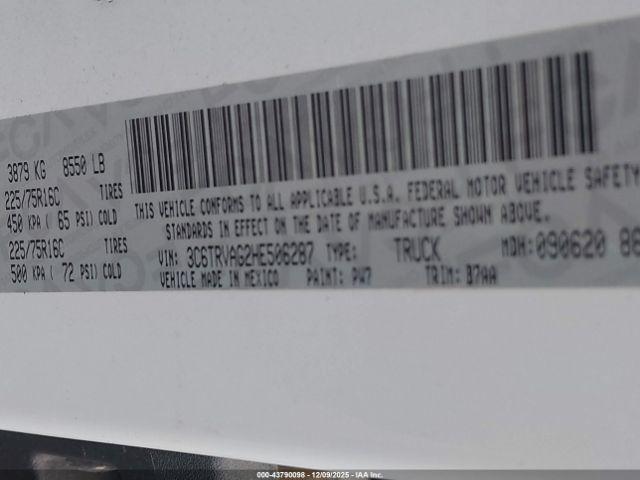 3879 KG 8550 LB
225/75R16C TIRES
450 KPA ( 65 PSI) COLD
225/75R16C TIRES
500 KPA ( 72 PSI) COLD
THIS VEHICLE CONFORMS TO ALL APPLICABLE U.S.A. FEDERAL MOTOR VEHICLE SAFETY
STANDARDS IN EFFECT ON THE DATE OF MANUFACTURE SHOWN ABOVE.
VIN: 3C6TRVAG2HE506287 TYPE: TRUCK MDH: 090620 86
VEHICLE MADE IN MEXICO PAINT: PW7 TRIM: B7AA
000-43790098 - 12/09/2025 - IAA Inc.